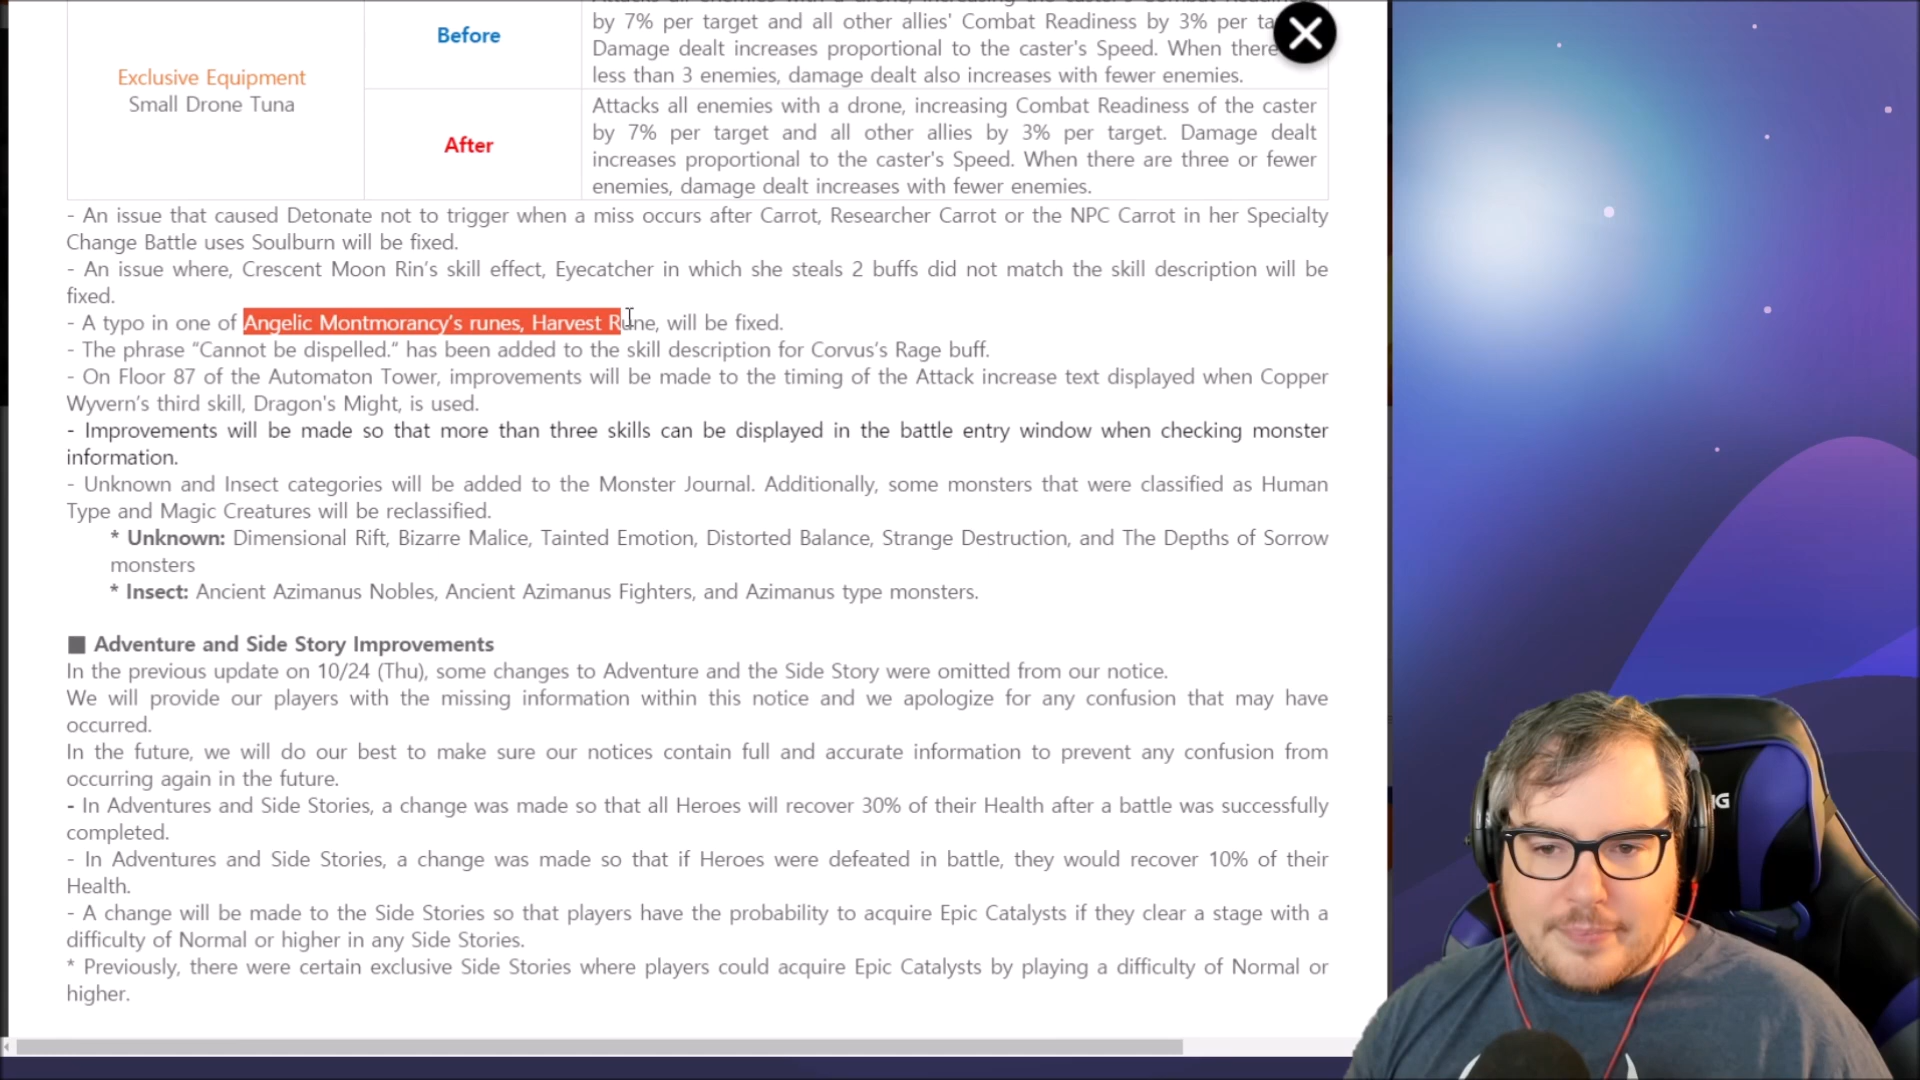 Before
by 7% per target and all other allies' Combat Readiness by 3% per
Damage dealt increases proportional to the caster's Speed. When there
less than 3 enemies, damage dealt also increases with fewer enemies.
Exclusive Equipment
Small Drone Tuna
After
Attacks all enemies with a drone, increasing Combat Readiness of the caster
by 7% per target and all other allies by 3% per target. Damage dealt
increases proportional to the caster's Speed. When there are three or fewer
enemies, damage dealt increases with fewer enemies.
- An issue that caused Detonate not to trigger when a miss occurs after Carrot, Researcher Carrot or the NPC Carrot in her Specialty
Change Battle uses Soulburn will be fixed.
- An issue where, Crescent Moon Rin’s skill effect, Eyecatcher in which she steals 2 buffs did not match the skill description will be
fixed.
- A typo in one of Angelic Montmorancy’s runes, Harvest Rune, will be fixed.
- The phrase “Cannot be dispelled.“ has been added to the skill description for Corvus’s Rage buff.
- On Floor 87 of the Automaton Tower, improvements will be made to the timing of the Attack increase text displayed when Copper
Wyvern’s third skill, Dragon's Might, is used.
- Improvements will be made so that more than three skills can be displayed in the battle entry window when checking monster
information.
- Unknown and Insect categories will be added to the Monster Journal. Additionally, some monsters that were classified as Human
Type and Magic Creatures will be reclassified.
* Unknown: Dimensional Rift, Bizarre Malice, Tainted Emotion, Distorted Balance, Strange Destruction, and The Depths of Sorrow
monsters
* Insect: Ancient Azimanus Nobles, Ancient Azimanus Fighters, and Azimanus type monsters.
■ Adventure and Side Story Improvements
In the previous update on 10/24 (Thu), some changes to Adventure and the Side Story were omitted from our notice.
We will provide our players with the missing information within this notice and we apologize for any confusion that may have
occurred.
In the future, we will do our best to make sure our notices contain full and accurate information to prevent any confusion from
occurring again in the future.
- In Adventures and Side Stories, a change was made so that all Heroes will recover 30% of their Health after a battle was successfully
completed.
- In Adventures and Side Stories, a change was made so that if Heroes were defeated in battle, they would recover 10% of their
Health.
- A change will be made to the Side Stories so that players have the probability to acquire Epic Catalysts if they clear a stage with a
difficulty of Normal or higher in any Side Stories.
* Previously, there were certain exclusive Side Stories where players could acquire Epic Catalysts by playing a difficulty of Normal or
higher.